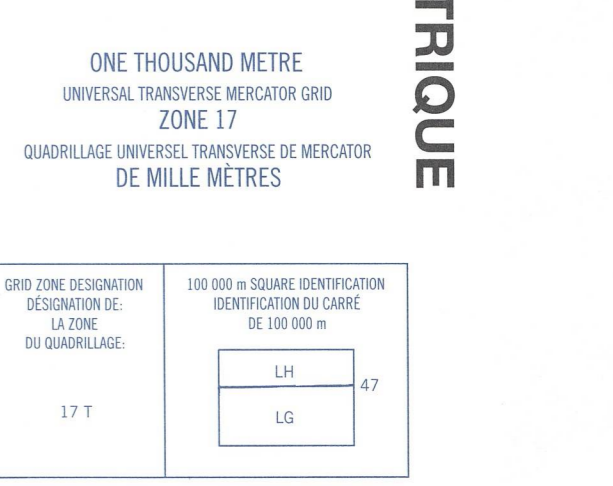 TRIQUE
ONE THOUSAND METRE
UNIVERSAL TRANSVERSE MERCATOR GRID
ZONE 17
QUADRILLAGE UNIVERSEL TRANSVERSE DE MERCATOR
DE MILLE MÈTRES
GRID ZONE DESIGNATION
DÉSIGNATION DE:
LA ZONE
DU QUADRILLAGE:
17 T
100 000 m SQUARE IDENTIFICATION
IDENTIFICATION DU CARRÉ
DE 100 000 m
LH
47
LG